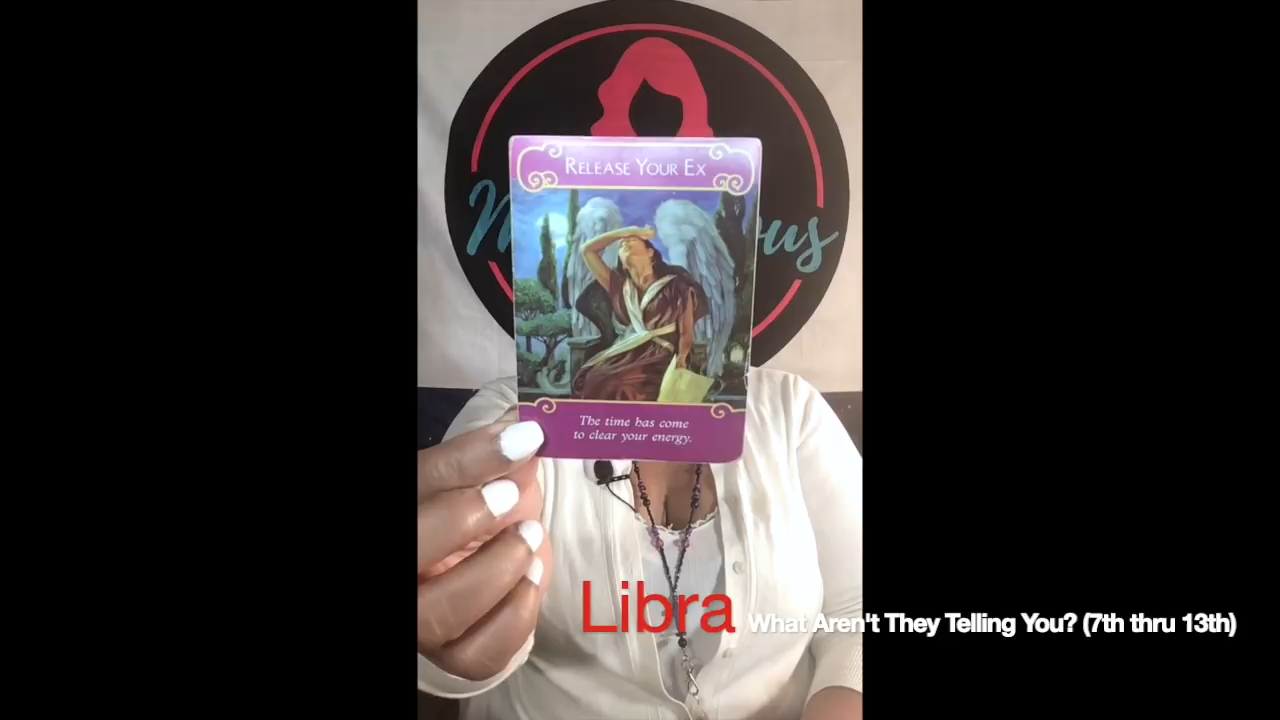 Release Your Ex
ous
The time has come
to clear your energy.
Libra What Aren't They Telling You? (7th thru 13th)